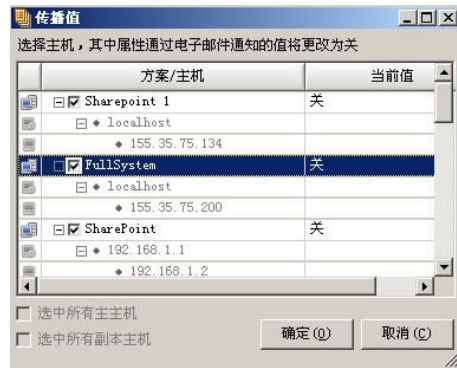 传播值
选择主机，其中属性通过电子邮件通知的值将更改为关
方案/主机 当前值
Sharepoint 1 关
localhost
155.35.75.134
FullSystem 关
localhost
155.35.75.200
SharePoint 关
192.168.1.1
192.168.1.2
选中所有主主机
选中所有副本主机
确定(O) 取消(C)